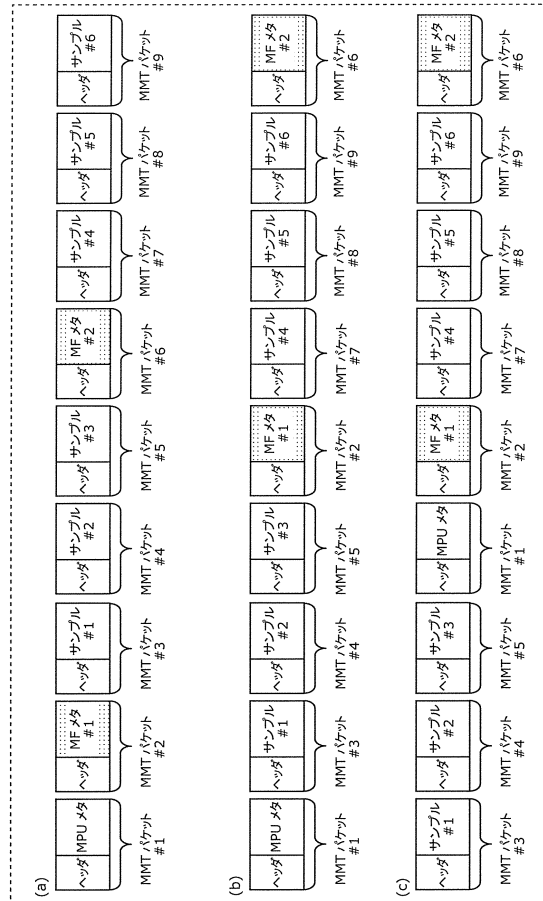 (a)
ヘッダ MPU メタ ヘッダ MF メタ #1 ヘッダ サンプル #1 ヘッダ サンプル #2 ヘッダ サンプル #3 ヘッダ MF メタ #2 ヘッダ サンプル #4 ヘッダ サンプル #5 ヘッダ サンプル #6
MMT パケット #1 MMT パケット #2 MMT パケット #3 MMT パケット #4 MMT パケット #5 MMT パケット #6 MMT パケット #7 MMT パケット #8 MMT パケット #9
(b)
ヘッダ MPU メタ ヘッダ サンプル #1 ヘッダ サンプル #2 ヘッダ サンプル #3 ヘッダ MF メタ #1 ヘッダ サンプル #4 ヘッダ サンプル #5 ヘッダ サンプル #6 ヘッダ MF メタ #2
MMT パケット #1 MMT パケット #3 MMT パケット #4 MMT パケット #5 MMT パケット #2 MMT パケット #7 MMT パケット #8 MMT パケット #9 MMT パケット #6
(c)
ヘッダ サンプル #1 ヘッダ サンプル #2 ヘッダ サンプル #3 ヘッダ MPU メタ ヘッダ MF メタ #1 ヘッダ サンプル #4 ヘッダ サンプル #5 ヘッダ サンプル #6 ヘッダ MF メタ #2
MMT パケット #3 MMT パケット #4 MMT パケット #5 MMT パケット #1 MMT パケット #2 MMT パケット #7 MMT パケット #8 MMT パケット #9 MMT パケット #6